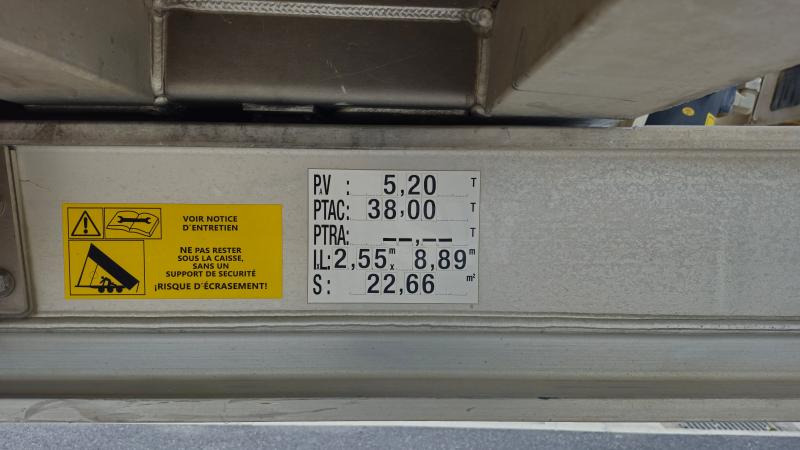 VOIR NOTICE
D'ENTRETIEN
NE PAS RESTER
SOUS LA CAISSE,
SANS UN
SUPPORT DE SECURITÉ
¡RISQUE D'ÉCRASEMENT!
P.V : 5,20 T
PTAC: 38,00 T
PTRA: --,-- T
l.L: 2,55 m x 8,89 m
S : 22,66 m²